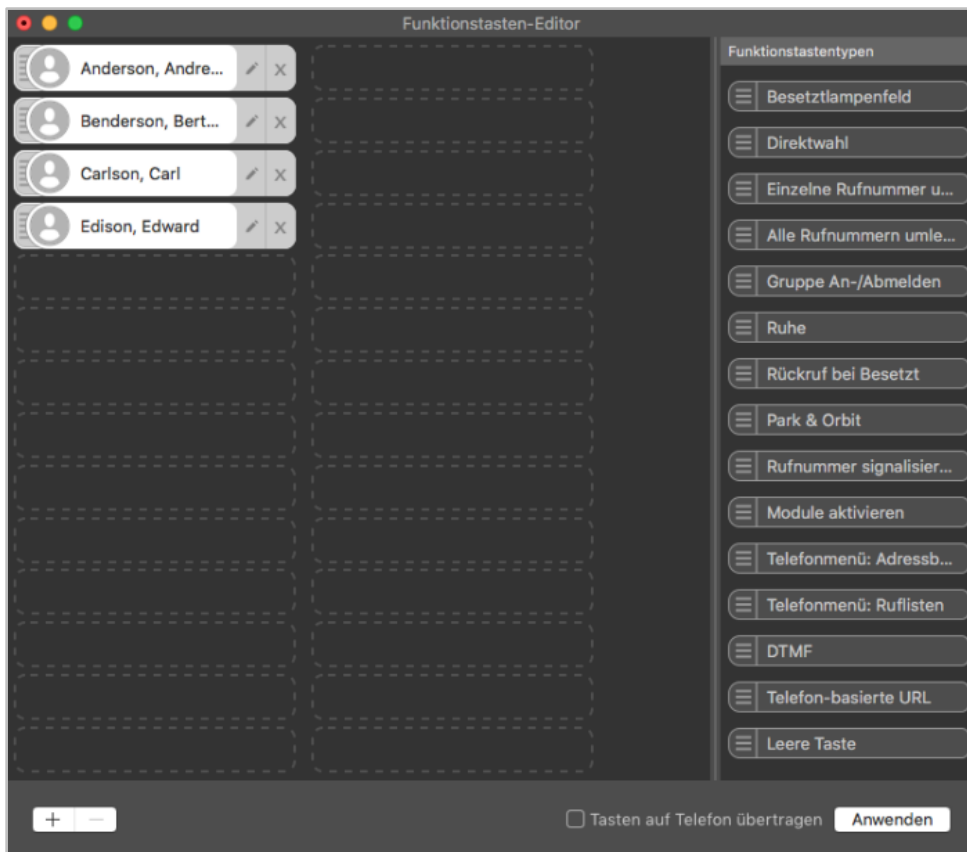 Funktionstasten-Editor
Anderson, Andre...
Benderson, Bert...
Carlson, Carl
Edison, Edward
Funktionstastentypen
Besetztlampenfeld
Direktwahl
Einzelne Rufnummer u...
Alle Rufnummern umle...
Gruppe An-/Abmelden
Ruhe
Rückruf bei Besetzt
Park & Orbit
Rufnummer signalisier...
Module aktivieren
Telefonmenü: Adressb...
Telefonmenü: Ruflisten
DTMF
Telefon-basierte URL
Leere Taste
Tasten auf Telefon übertragen
Anwenden